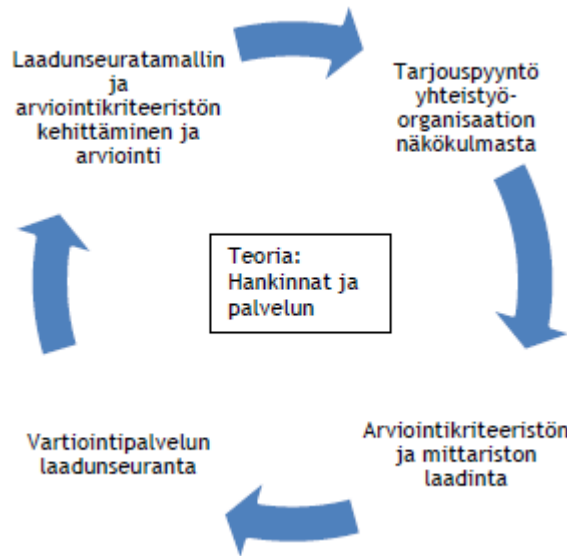 Laadunseuratamallin
ja
arviointikriteeristön
kehittäminen ja
arviointi
Tarjouspyyntö
yhteistyö-
organisaation
näkökulmasta
Teoria:
Hankinnat ja
palvelun
Vartiointipalvelun
laadunseuranta
Arviointikriteeristön
ja mittariston
laadinta